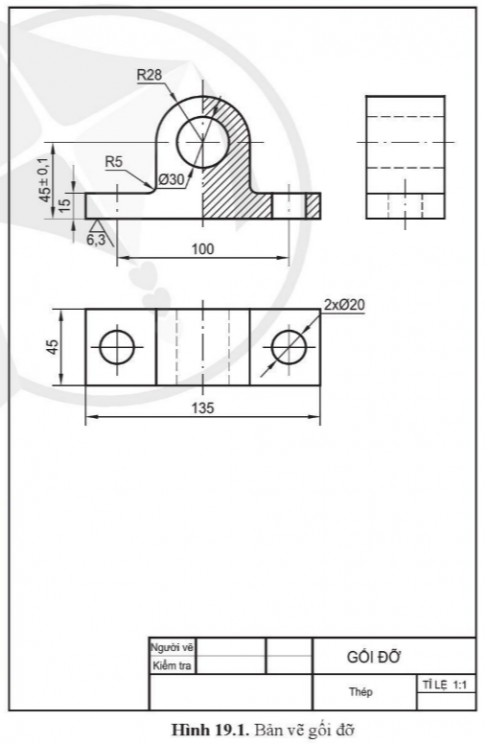 R28
45±0,1
15
R5
Ø30
6,3
100
2xØ20
45
135
Người vẽ
Kiểm tra
GỐI ĐỠ
Thép
TỈ LỆ 1:1
Hình 19.1. Bản vẽ gối đỡ